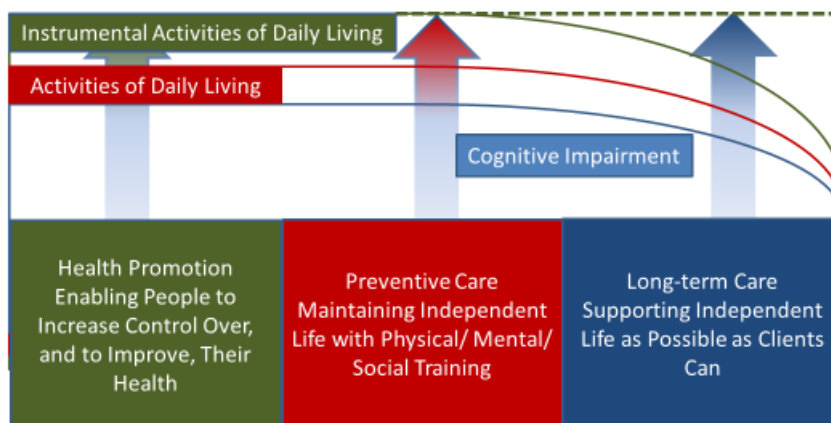 Instrumental Activities of Daily Living
Activities of Daily Living
Cognitive Impairment
Health Promotion
Enabling People to
Increase Control Over,
and to Improve, Their
Health
Preventive Care
Maintaining Independent
Life with Physical/ Mental/
Social Training
Long-term Care
Supporting Independent
Life as Possible as Clients
Can